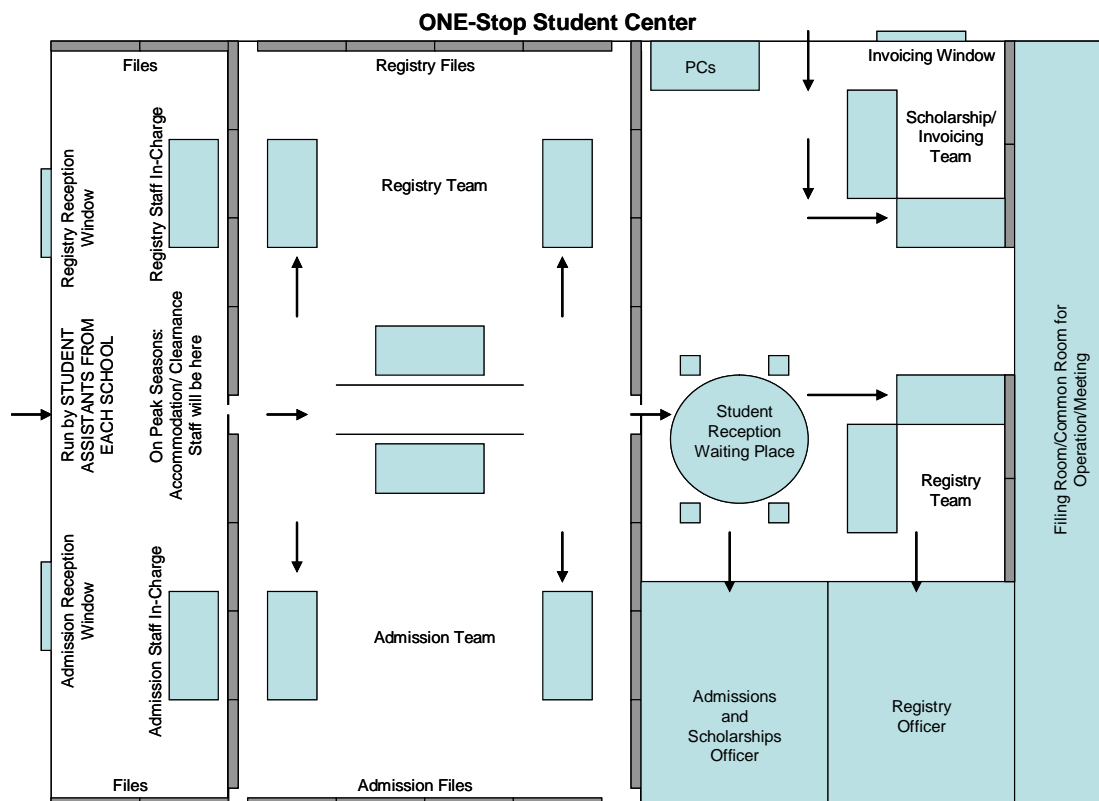 ONE-Stop Student Center
Files
Registry Files
PCs
Invoicing Window
Scholarship/
Invoicing
Team
Registry Reception
Window
Registry Staff In-Charge
Registry Team
Run by STUDENT
ASSISTANTS FROM
EACH SCHOOL
On Peak Seasons:
Accommodation/ Clearnance
Staff will be here
Student
Reception
Waiting Place
Registry
Team
Filing Room/Common Room for
Operation/Meeting
Admission Reception
Window
Admission Staff In-Charge
Admission Team
Admissions
and
Scholarships
Officer
Registry
Officer
Files
Admission Files